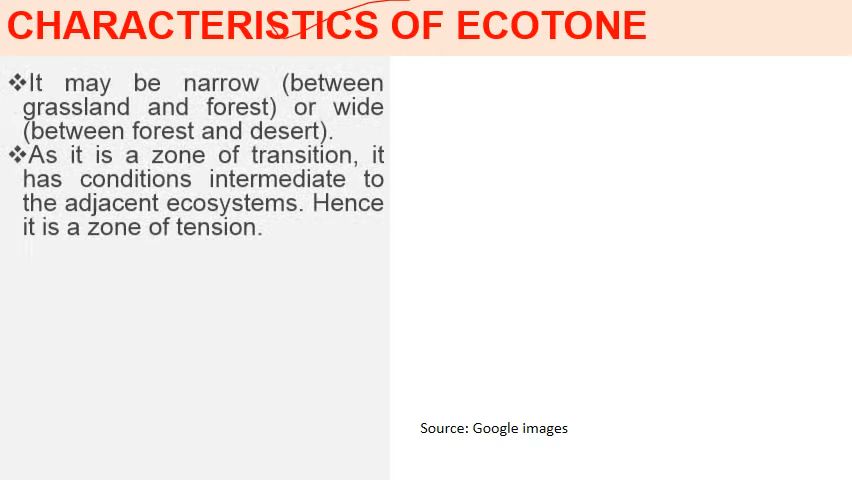 CHARACTERISTICS OF ECOTONE
❖It may be narrow (between
grassland and forest) or wide
(between forest and desert).
❖As it is a zone of transition, it
has conditions intermediate to
the adjacent ecosystems. Hence
it is a zone of tension.
Source: Google images